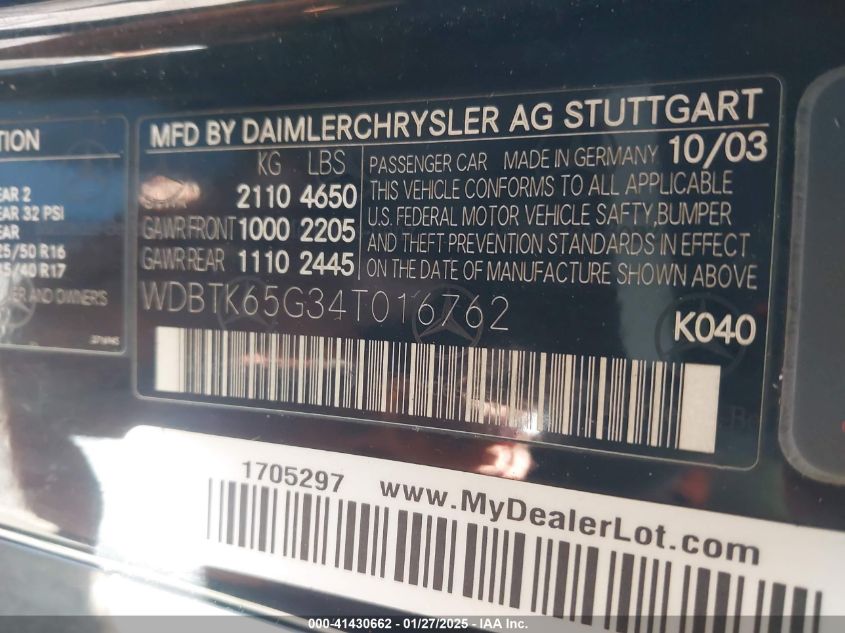 TION
EAR 2
EAR 32 PSI
EAR
25/50 R16
5/40 R17
ER AND OWNER'S
MFD BY DAIMLERCHRYSLER AG STUTTGART
KG LBS
2110 4650
GAWR FRONT 1000 2205
GAWR REAR 1110 2445
PASSENGER CAR MADE IN GERMANY 10/03
THIS VEHICLE CONFORMS TO ALL APPLICABLE
U.S. FEDERAL MOTOR VEHICLE SAFTY, BUMPER
AND THEFT PREVENTION STANDARDS IN EFFECT
ON THE DATE OF MANUFACTURE SHOWN ABOVE
WDBTK65G34T016762
K040
1705297 www.MyDealerLot.com
000-41430662 - 01/27/2025 - IAA Inc.